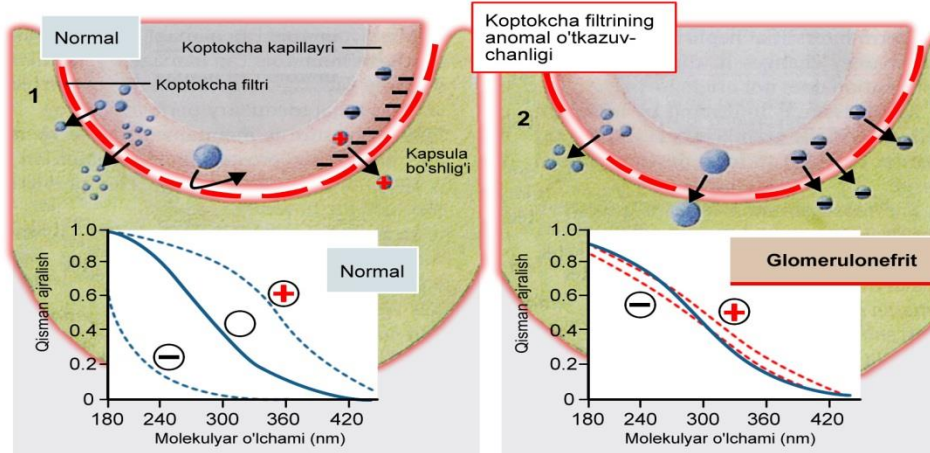 Normal
Koptokcha kapillayri
Koptokcha filtri
1
Kapsula
bo'shlig'i
Qisman ajralish
1.0
0.8
0.6
0.4
0.2
0
Normal
+
−
180 240 300 360 420
Molekulyar o'lchami (nm)
Koptokcha filtrining
anomal o'tkazuv-
chanligi
2
Qisman ajralish
1.0
0.8
0.6
0.4
0.2
0
Glomerulonefrit
− +
180 240 300 360 420
Molekulyar o'lchami (nm)